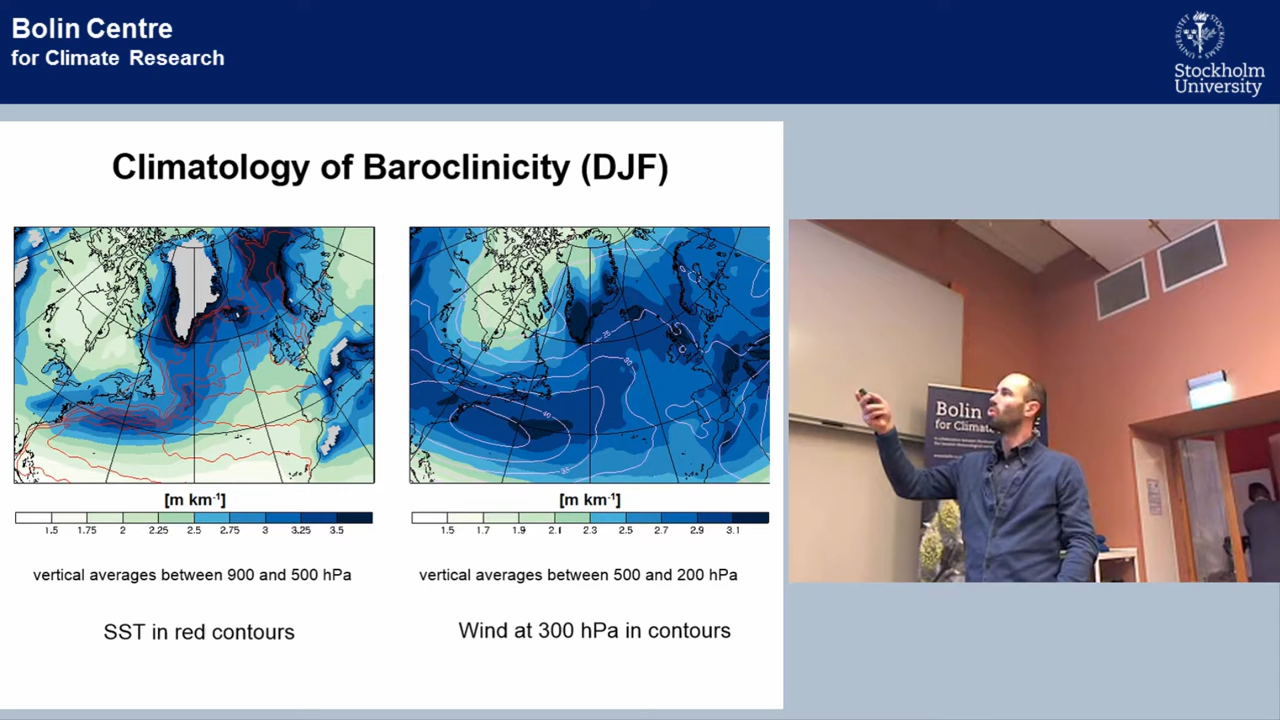 Bolin Centre
for Climate Research
STOCKHOLMS
UNIVERSITET
Stockholm
University
Climatology of Baroclinicity (DJF)
[m km-1]
1.5 1.75 2 2.25 2.5 2.75 3 3.25 3.5
vertical averages between 900 and 500 hPa
SST in red contours
[m km-1]
1.5 1.7 1.9 2.1 2.3 2.5 2.7 2.9 3.1
vertical averages between 500 and 200 hPa
Wind at 300 hPa in contours
Bolin
for Clima